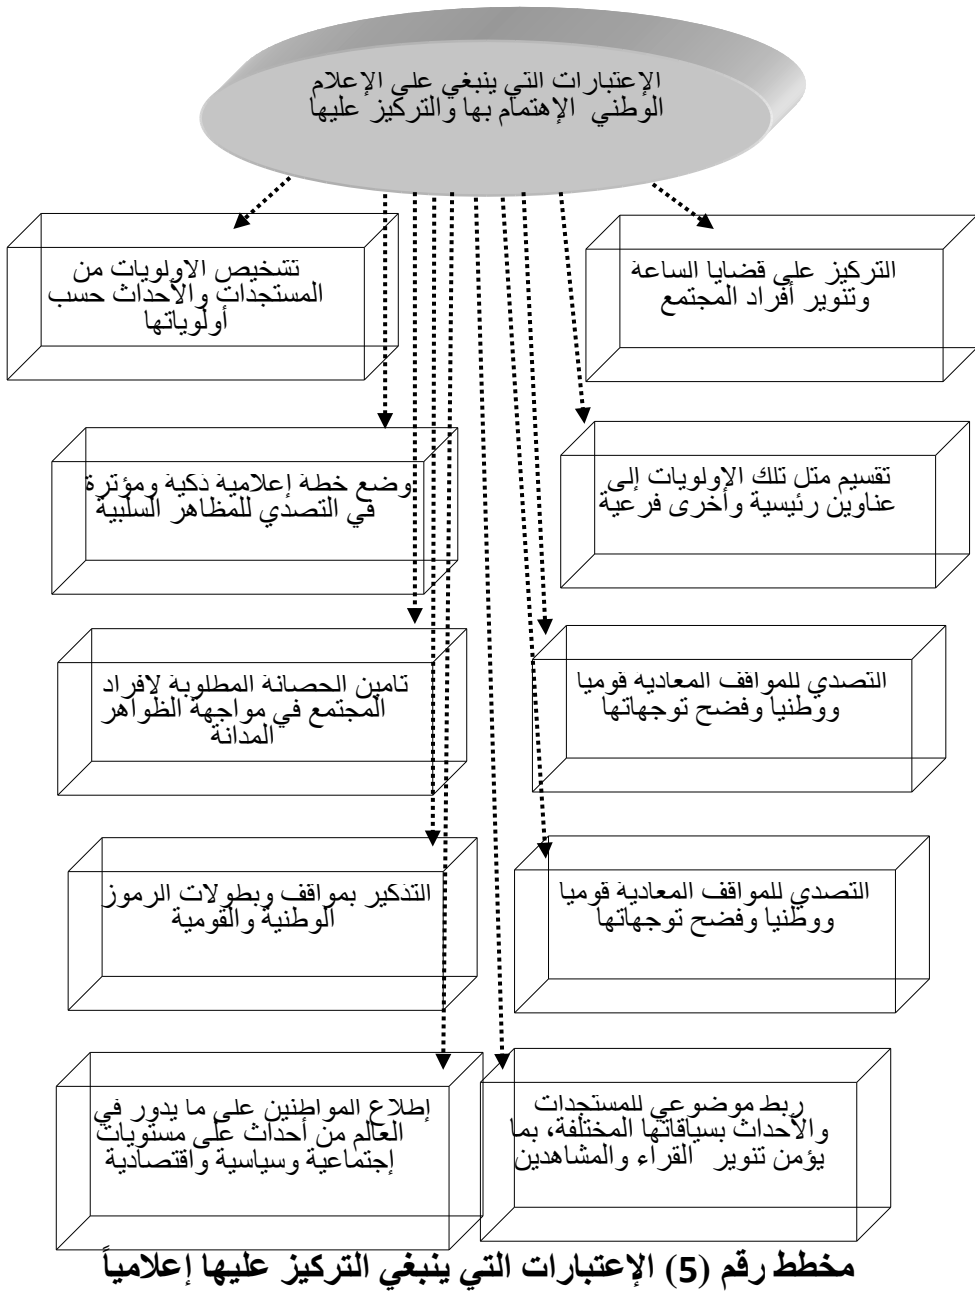 الإعتبارات التي ينبغي على الإعلام
الوطني الإهتمام بها والتركيز عليها
التركيز على قضايا الساعة
وتنوير أفراد المجتمع
تشخيص الاولويات من
المستجدات والأحداث حسب
أولوياتها
تقسيم مثل تلك الاولويات إلى
عناوين رئيسية وأخرى فرعية
وضع خطة إعلامية ذكية ومؤثرة
في التصدي للمظاهر السلبية
التصدي للمواقف المعادية قوميا
ووطنيا وفضح توجهاتها
تامين الحصانة المطلوبة لافراد
المجتمع في مواجهة الظواهر
المدانة
التصدي للمواقف المعادية قوميا
ووطنيا وفضح توجهاتها
التذكير بمواقف وبطولات الرموز
الوطنية والقومية
ربط موضوعي للمستجدات
والأحداث بسياقاتها المختلفة، بما
يؤمن تنوير القراء والمشاهدين
إطلاع المواطنين على ما يدور في
العالم من أحداث على مستويات
إجتماعية وسياسية واقتصادية
مخطط رقم (5) الإعتبارات التي ينبغي التركيز عليها إعلامياً